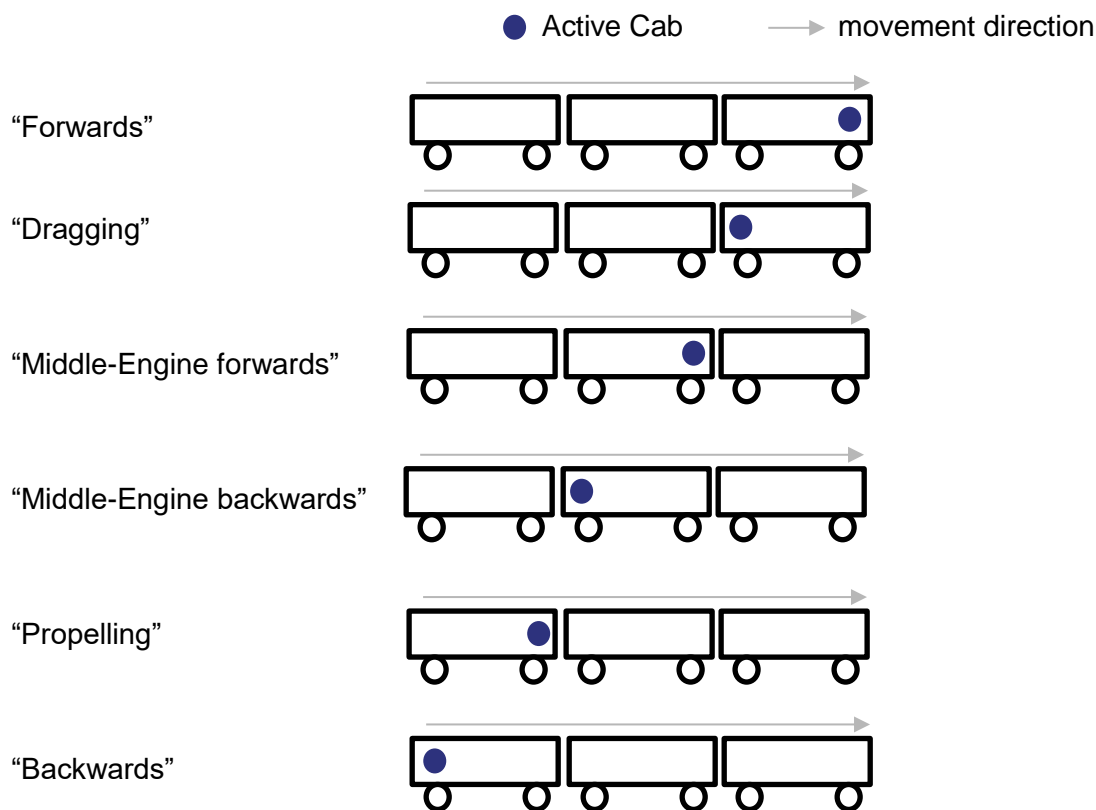 Active Cab movement direction
“Forwards”
“Dragging”
“Middle-Engine forwards”
“Middle-Engine backwards”
“Propelling”
“Backwards”